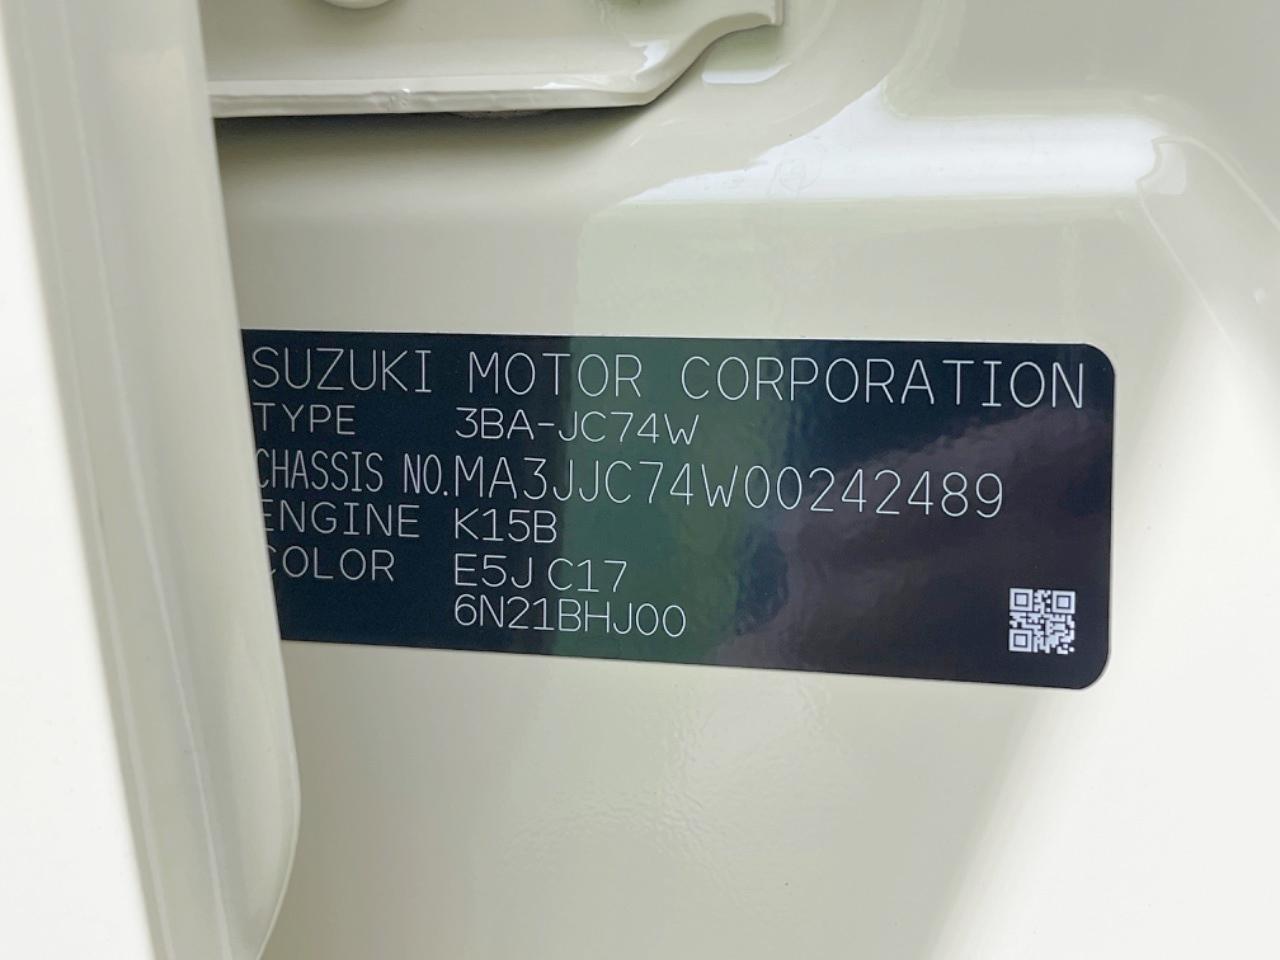 SUZUKI MOTOR CORPORATION
TYPE 3BA-JC74W
CHASSIS NO. MA3JJC74W00242489
ENGINE K15B
COLOR E5J C17
6N21BHJ00